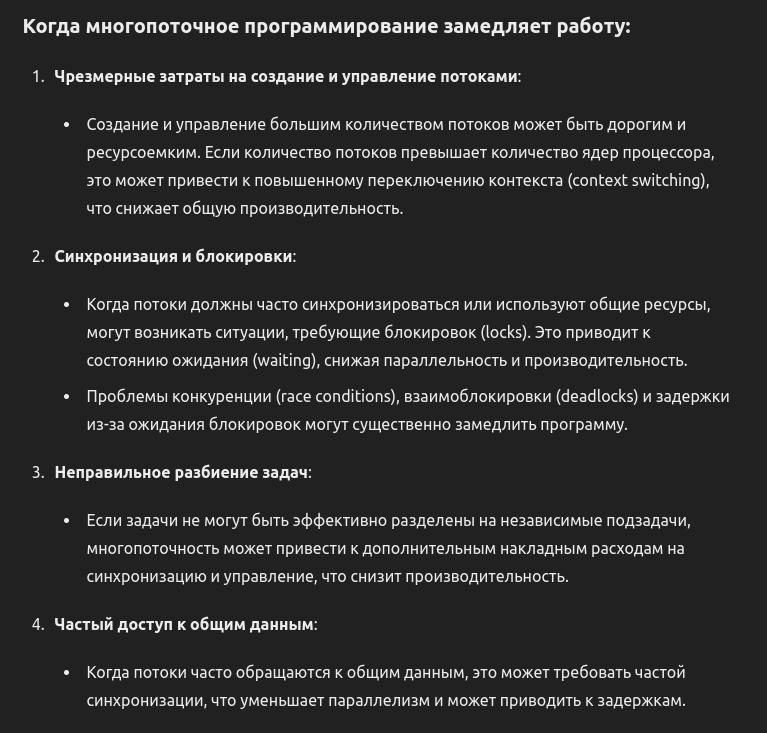 Когда многопоточное программирование замедляет работу:
1. Чрезмерные затраты на создание и управление потоками:
• Создание и управление большим количеством потоков может быть дорогим и
ресурсоемким. Если количество потоков превышает количество ядер процессора,
это может привести к повышенному переключению контекста (context switching),
что снижает общую производительность.
2. Синхронизация и блокировки:
• Когда потоки должны часто синхронизироваться или используют общие ресурсы,
могут возникать ситуации, требующие блокировок (locks). Это приводит к
состоянию ожидания (waiting), снижая параллельность и производительность.
• Проблемы конкуренции (race conditions), взаимоблокировки (deadlocks) и задержки
из-за ожидания блокировок могут существенно замедлить программу.
3. Неправильное разбиение задач:
• Если задачи не могут быть эффективно разделены на независимые подзадачи,
многопоточность может привести к дополнительным накладным расходам на
синхронизацию и управление, что снизит производительность.
4. Частый доступ к общим данным:
• Когда потоки часто обращаются к общим данным, это может требовать частой
синхронизации, что уменьшает параллелизм и может приводить к задержкам.